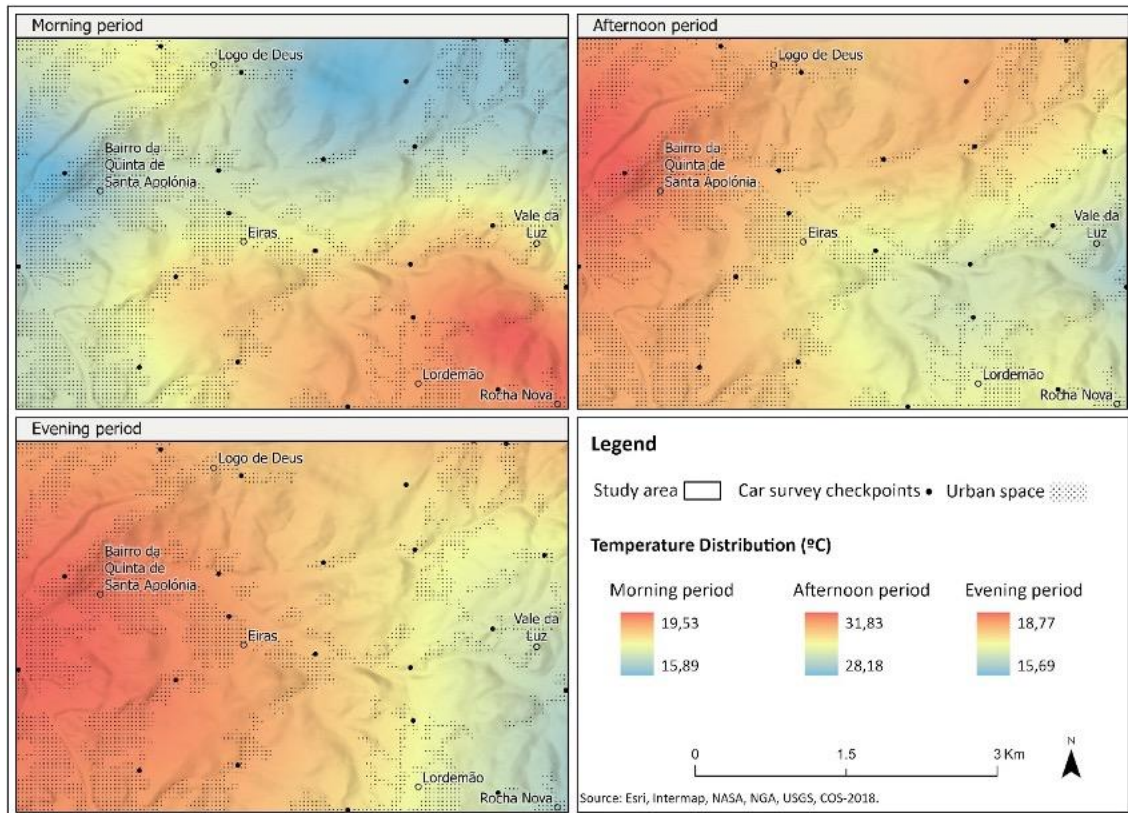 Morning period
Logo de Deus
Bairro da
Quinta de
Santa Apolónia
Vale da
Luz
Eiras
Lordemão
Rocha Nova
Afternoon period
Logo de Deus
Bairro da
Quinta de
Santa Apolónia
Vale da
Luz
Eiras
Lordemão
Rocha Nova
Evening period
Logo de Deus
Bairro da
Quinta de
Santa Apolónia
Vale da
Luz
Eiras
Lordemão
Rocha Nova
Legend
Study area Car survey checkpoints Urban space
Temperature Distribution (ºC)
Morning period Afternoon period Evening period
19,53 31,83 18,77
15,89 28,18 15,69
N
0 1.5 3 Km
Source: Esri, Intermap, NASA, NGA, USGS, COS-2018.